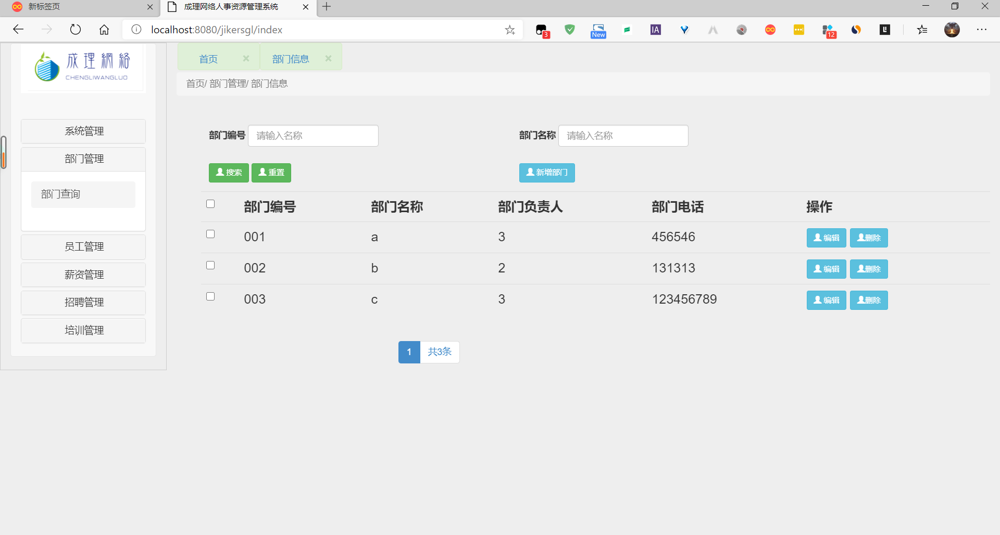 新标签页
成理网络人事资源管理系统
localhost:8080/jikersgl/index
3
New
IA
12
成理網絡
CHENGLIWANGLUO
系统管理
部门管理
部门查询
员工管理
薪资管理
招聘管理
培训管理
首页 × 部门信息 ×
首页/ 部门管理/ 部门信息
部门编号 请输入名称 部门名称 请输入名称
搜索 重置 新增部门
部门编号 部门名称 部门负责人 部门电话 操作
001 a 3 456546 编辑 删除
002 b 2 131313 编辑 删除
003 c 3 123456789 编辑 删除
1 共3条